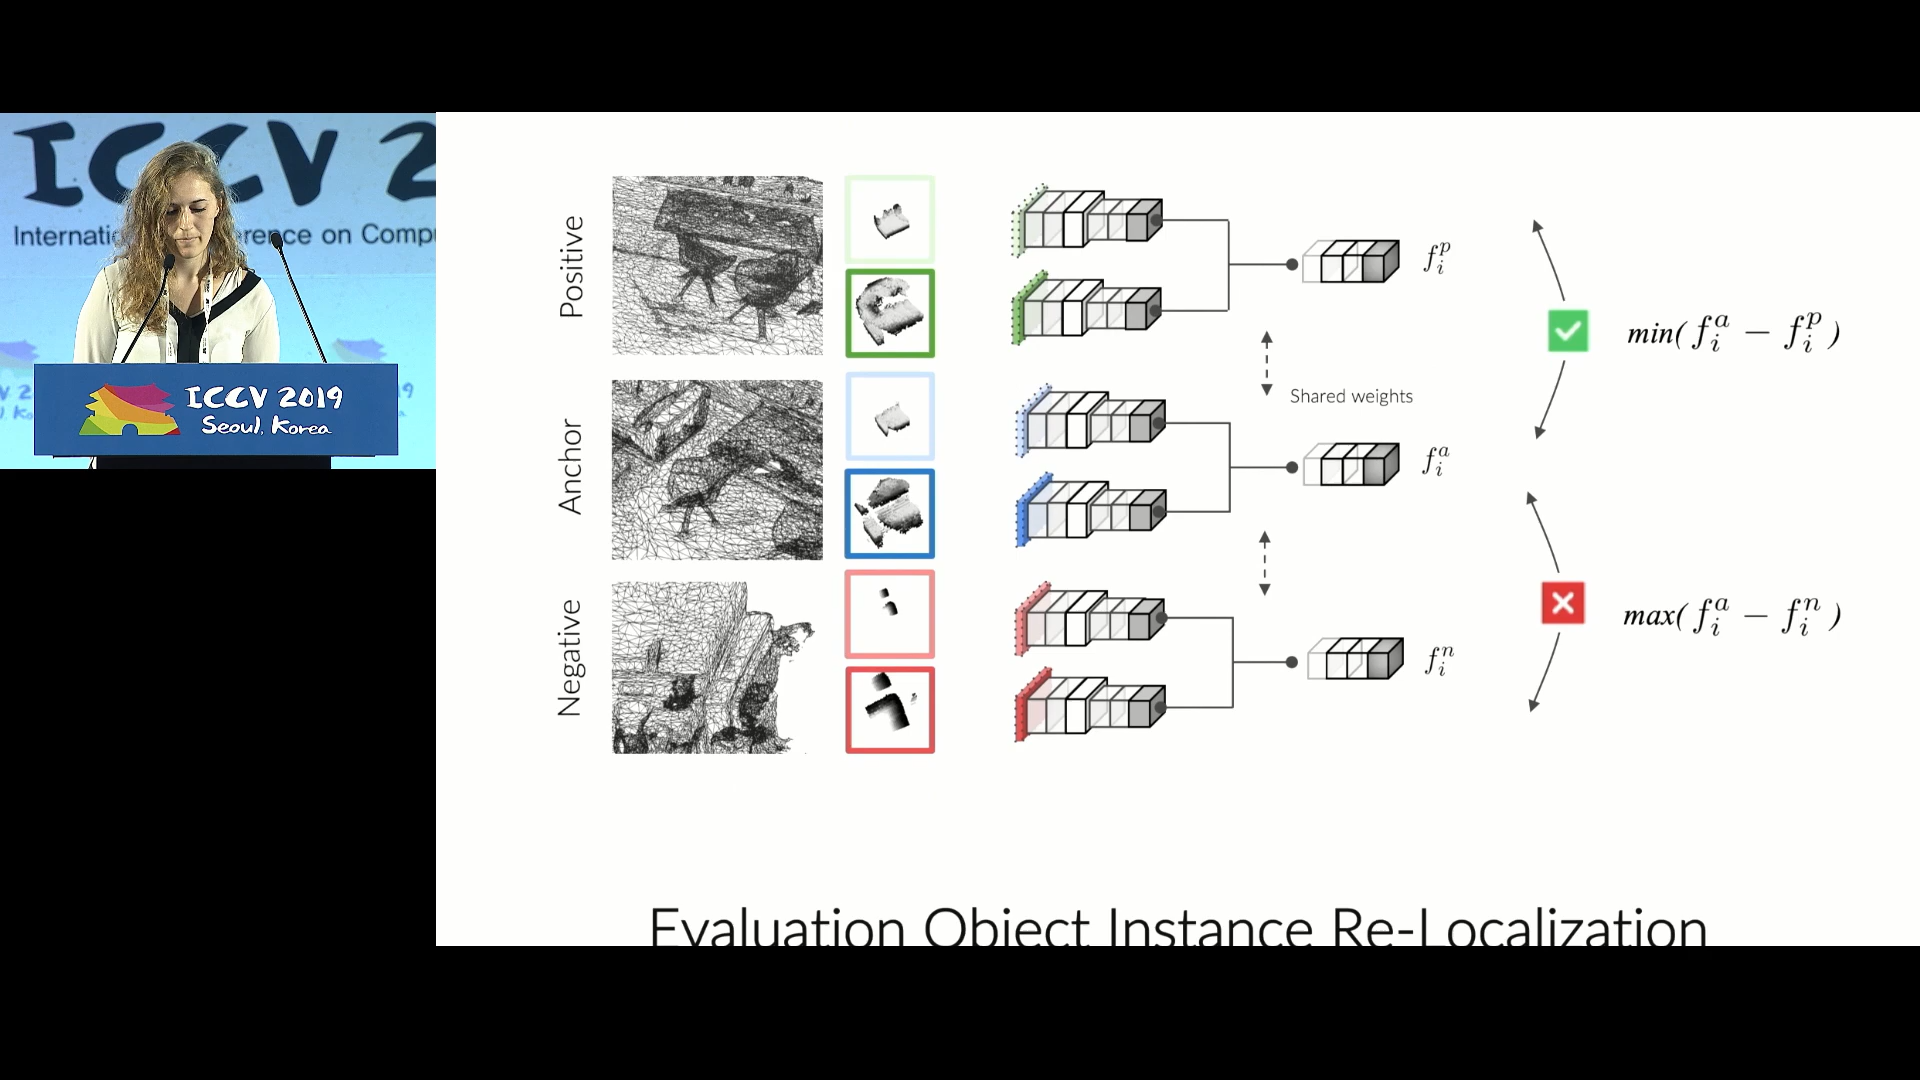 ICCV 2
Internati
rence on Compu
ICCV 2019
Seoul, Korea
Positive
Anchor
Negative
Shared weights
f_i^p
f_i^a
f_i^n
min( f_i^a − f_i^p )
max( f_i^a − f_i^n )
Evaluation Object Instance Re-Localization